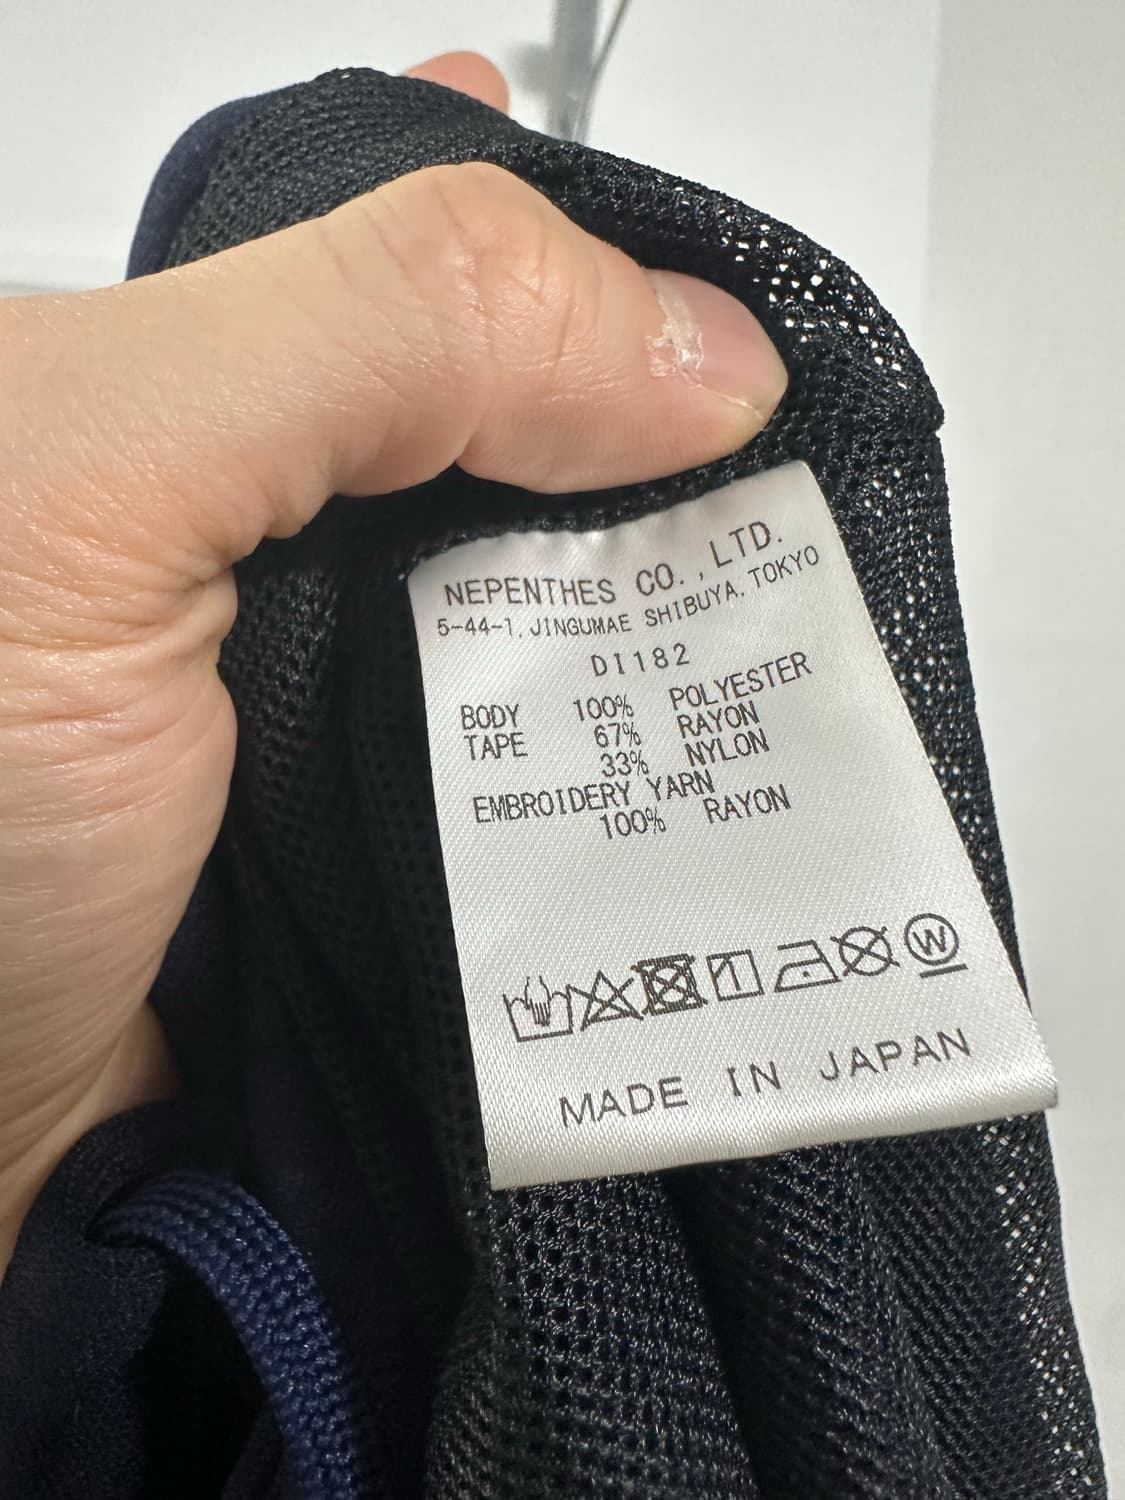 NEPENTHES CO., LTD.
5-44-1, JINGUMAE SHIBUYA, TOKYO
DI182
BODY 100% POLYESTER
TAPE 67% RAYON
33% NYLON
EMBROIDERY YARN
100% RAYON
W
MADE IN JAPAN